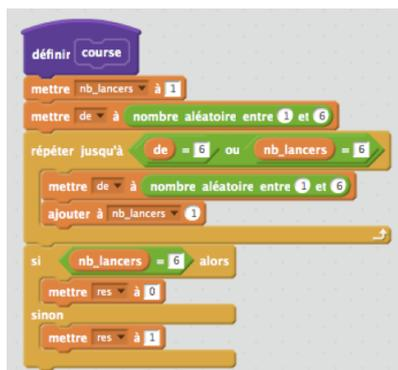 définir course
mettre nb_lancers à 1
mettre de à nombre aléatoire entre 1 et 6
répéter jusqu'à de = 6 ou nb_lancers = 6
mettre de à nombre aléatoire entre 1 et 6
ajouter à nb_lancers 1
si nb_lancers = 6 alors
mettre res à 0
sinon
mettre res à 1